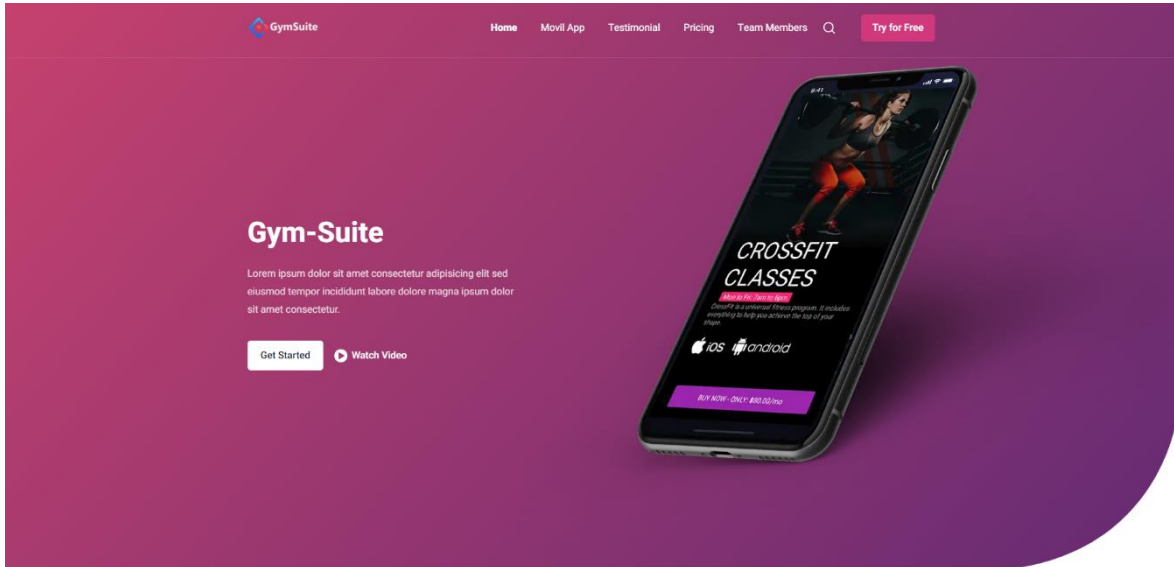 GymSuite
Home Movil App Testimonial Pricing Team Members Try for Free
9:41
CROSSFIT
CLASSES
Mon to Fri: 7am to 6pm
CrossFit is a universal fitness program. It includes
everything to help you achieve the top of your
shape.
iOS android
BUY NOW - ONLY: $80.00/mo
Gym-Suite
Lorem ipsum dolor sit amet consectetur adipisicing elit sed
eiusmod tempor incididunt labore dolore magna ipsum dolor
sit amet consectetur.
Get Started Watch Video